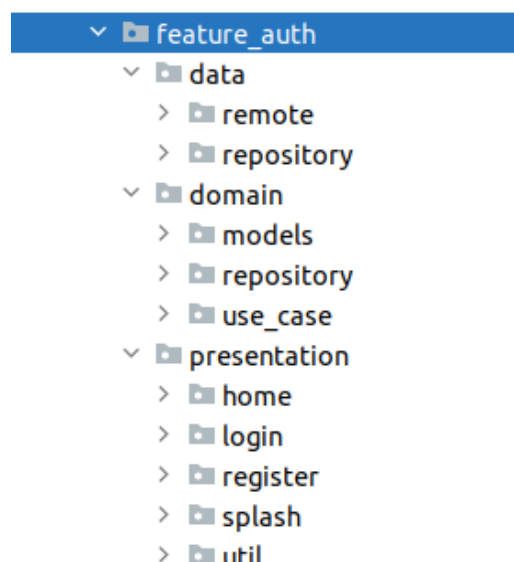 feature_auth
data
remote
repository
domain
models
repository
use_case
presentation
home
login
register
splash
util